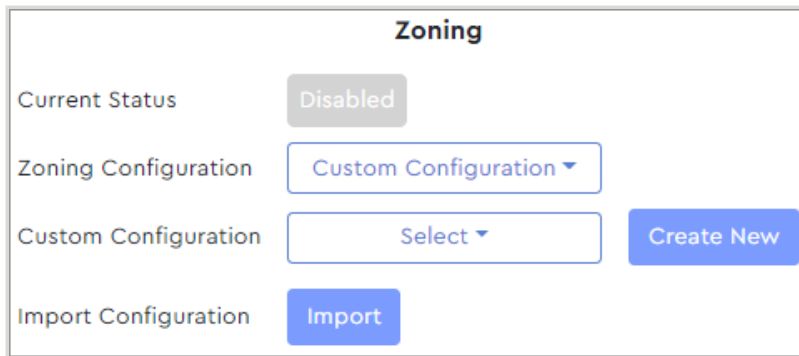 Zoning
Current Status Disabled
Zoning Configuration Custom Configuration
Custom Configuration Select Create New
Import Configuration Import